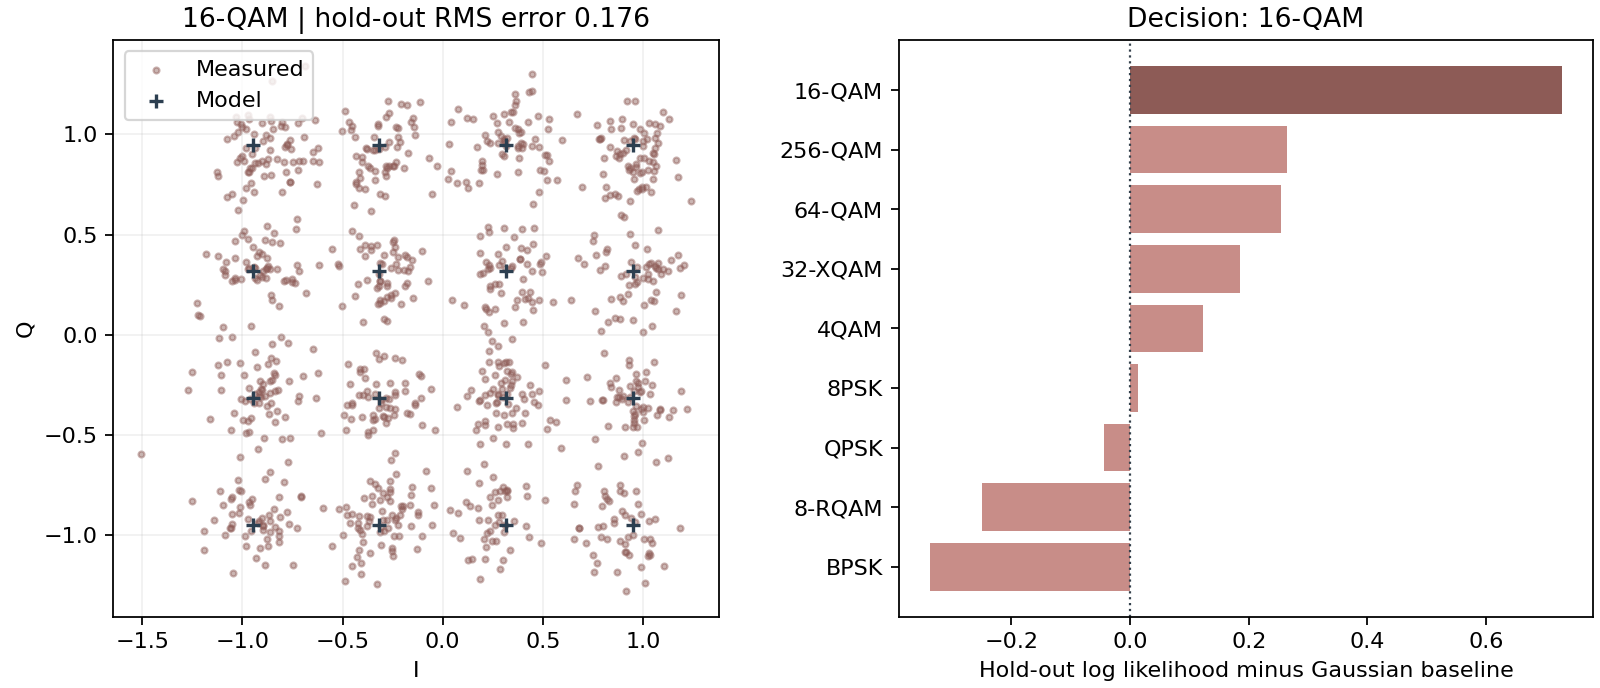 16-QAM | hold-out RMS error 0.176
Measured
Model
1.0
0.5
0.0
−0.5
−1.0
Q
−1.5
−1.0
−0.5
0.0
0.5
1.0
I
Decision: 16-QAM
16-QAM
256-QAM
64-QAM
32-XQAM
4QAM
8PSK
QPSK
8-RQAM
BPSK
−0.2
0.0
0.2
0.4
0.6
Hold-out log likelihood minus Gaussian baseline